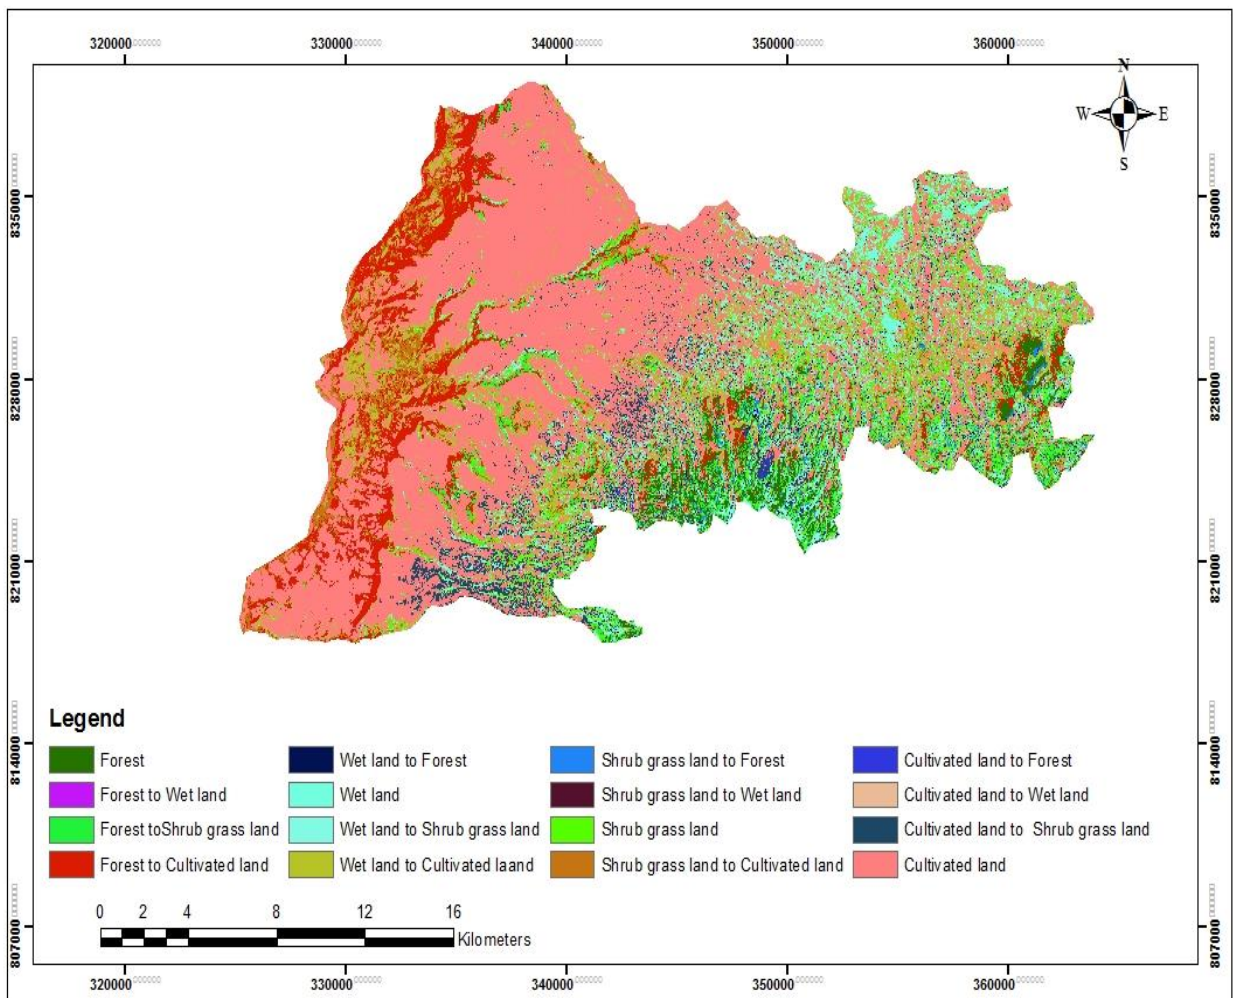 320000 330000 340000 350000 360000
N
W E
S
835000 835000
828000 828000
821000 821000
814000 814000
807000 807000
Legend
Forest Wet land to Forest Shrub grass land to Forest Cultivated land to Forest
Forest to Wet land Wet land Shrub grass land to Wet land Cultivated land to Wet land
Forest toShrub grass land Wet land to Shrub grass land Shrub grass land Cultivated land to Shrub grass land
Forest to Cultivated land Wet land to Cultivated laand Shrub grass land to Cultivated land Cultivated land
0 2 4 8 12 16
Kilometers
320000 330000 340000 350000 360000